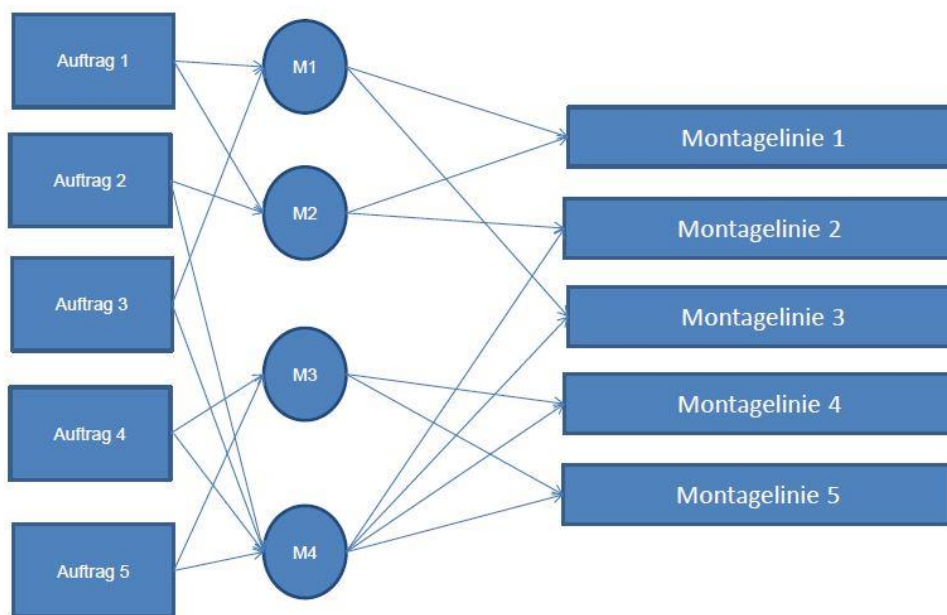 Auftrag 1
Auftrag 2
Auftrag 3
Auftrag 4
Auftrag 5
M1
M2
M3
M4
Montagelinie 1
Montagelinie 2
Montagelinie 3
Montagelinie 4
Montagelinie 5